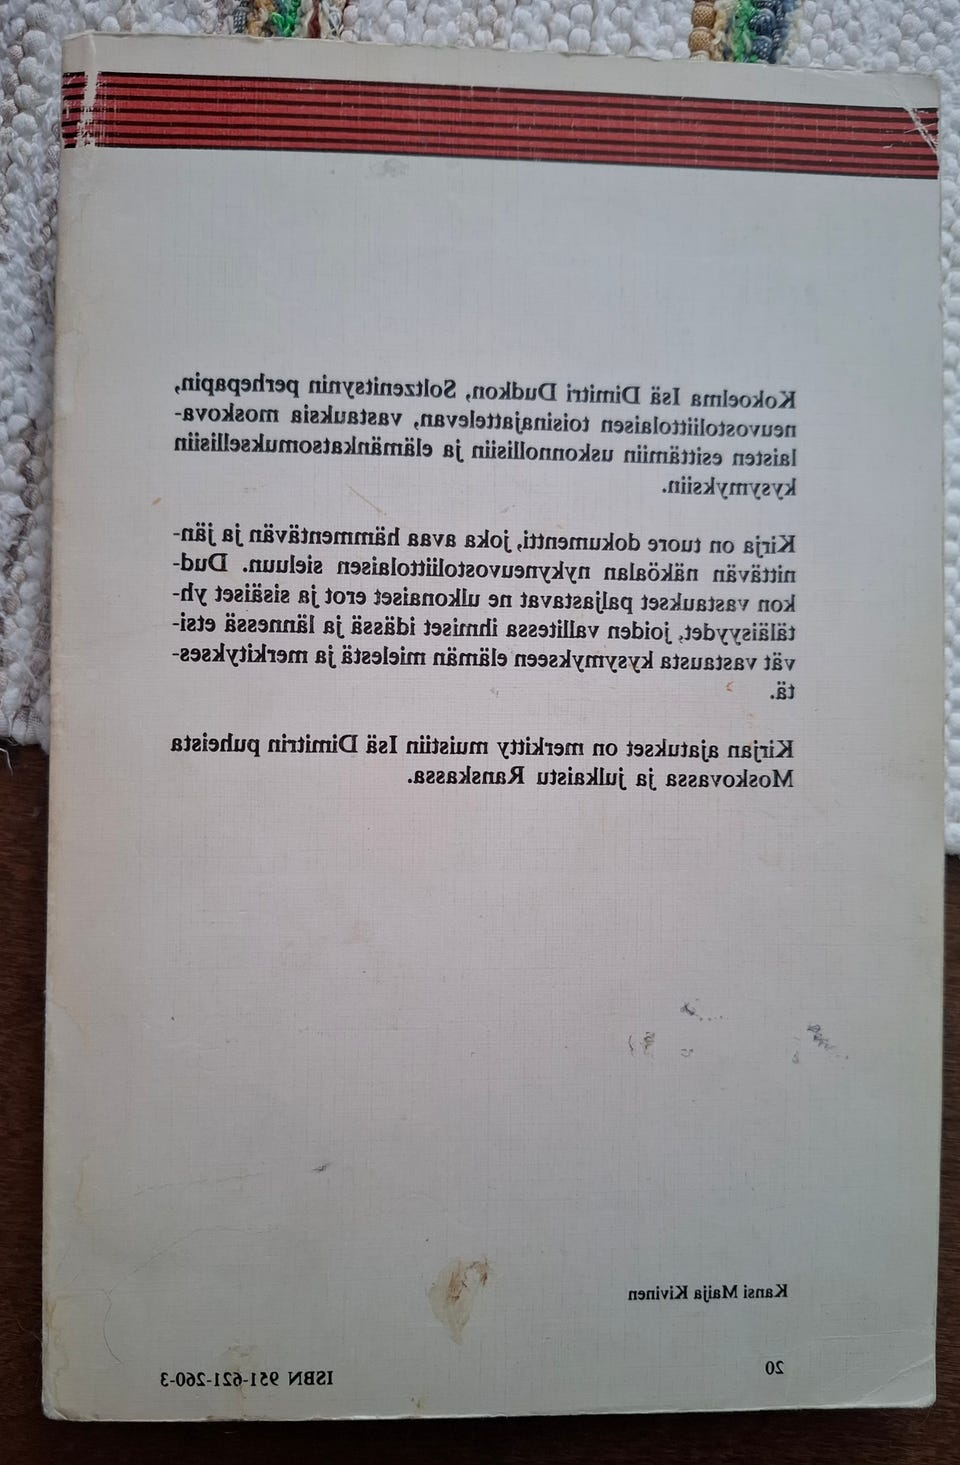 Kokoelma Isä Dimitri Dudkon, Soltzenitsynin perhepapin,
neuvostoliittolaisen toisinajattelevan, vastauksia moskova-
laisten esittämiin uskonnollisiin ja elämänkatsomuksellisiin
kysymyksiin.
Kirja on tuore dokumentti, joka avaa hämmentävän ja jän-
nittävän näköalan nykyneuvostoliittolaisen sieluun. Dud-
kon vastaukset paljastavat ne ulkonaiset erot ja sisäiset yh-
täläisyydet, joiden vallitessa ihmiset idässä ja lännessä etsi-
vät vastausta kysymykseen elämän mielestä ja merkitykses-
tä.
Kirjan ajatukset on merkitty muistiin Isä Dimitrin puheista
Moskovassa ja julkaistu Ranskassa.
Kansi Maija Kivinen
20
ISBN 951-621-260-3